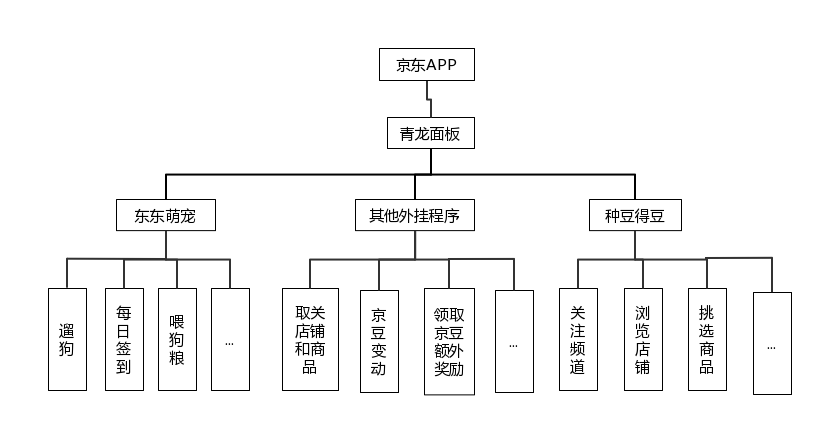 京东APP
青龙面板
东东萌宠
其他外挂程序
种豆得豆
遛狗
每日签到
喂狗粮
...
取关店铺和商品
京豆变动
领取京豆额外奖励
...
关注频道
浏览店铺
挑选商品
...